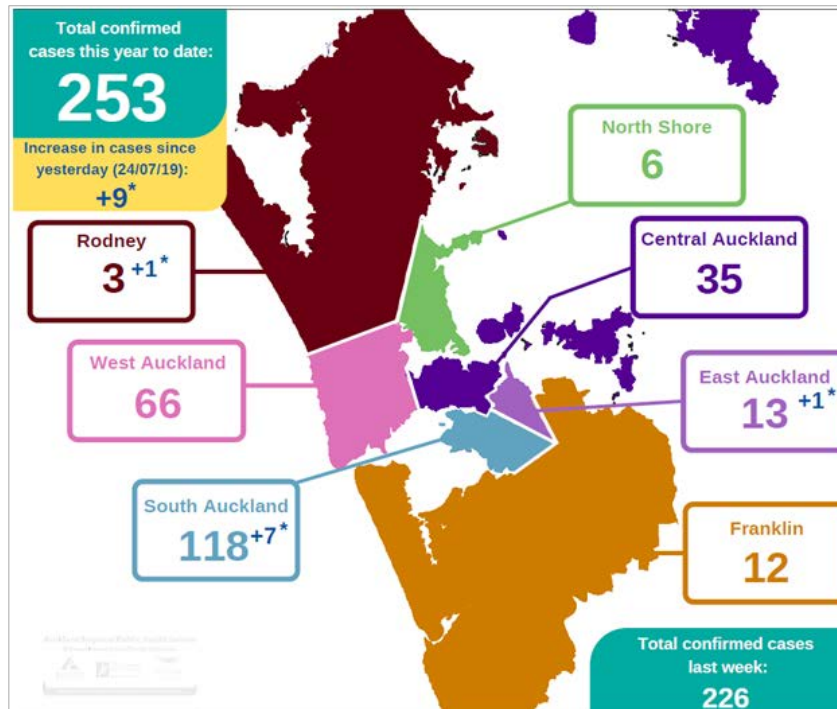 Total confirmed
cases this year to date:
253
Increase in cases since
yesterday (24/07/19):
+9*
North Shore
6
Rodney
3 +1*
Central Auckland
35
West Auckland
66
East Auckland
13 +1*
South Auckland
118 +7*
Franklin
12
Total confirmed cases
last week:
226